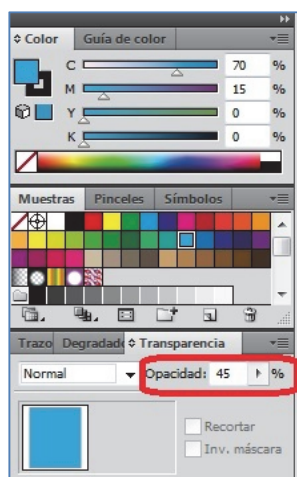 Color Guía de color
C 70 %
M 15 %
Y 0 %
K 0 %
Muestras Pinceles Símbolos
Trazo Degradado Transparencia
Normal Opacidad: 45 %
Recortar
Inv. máscara